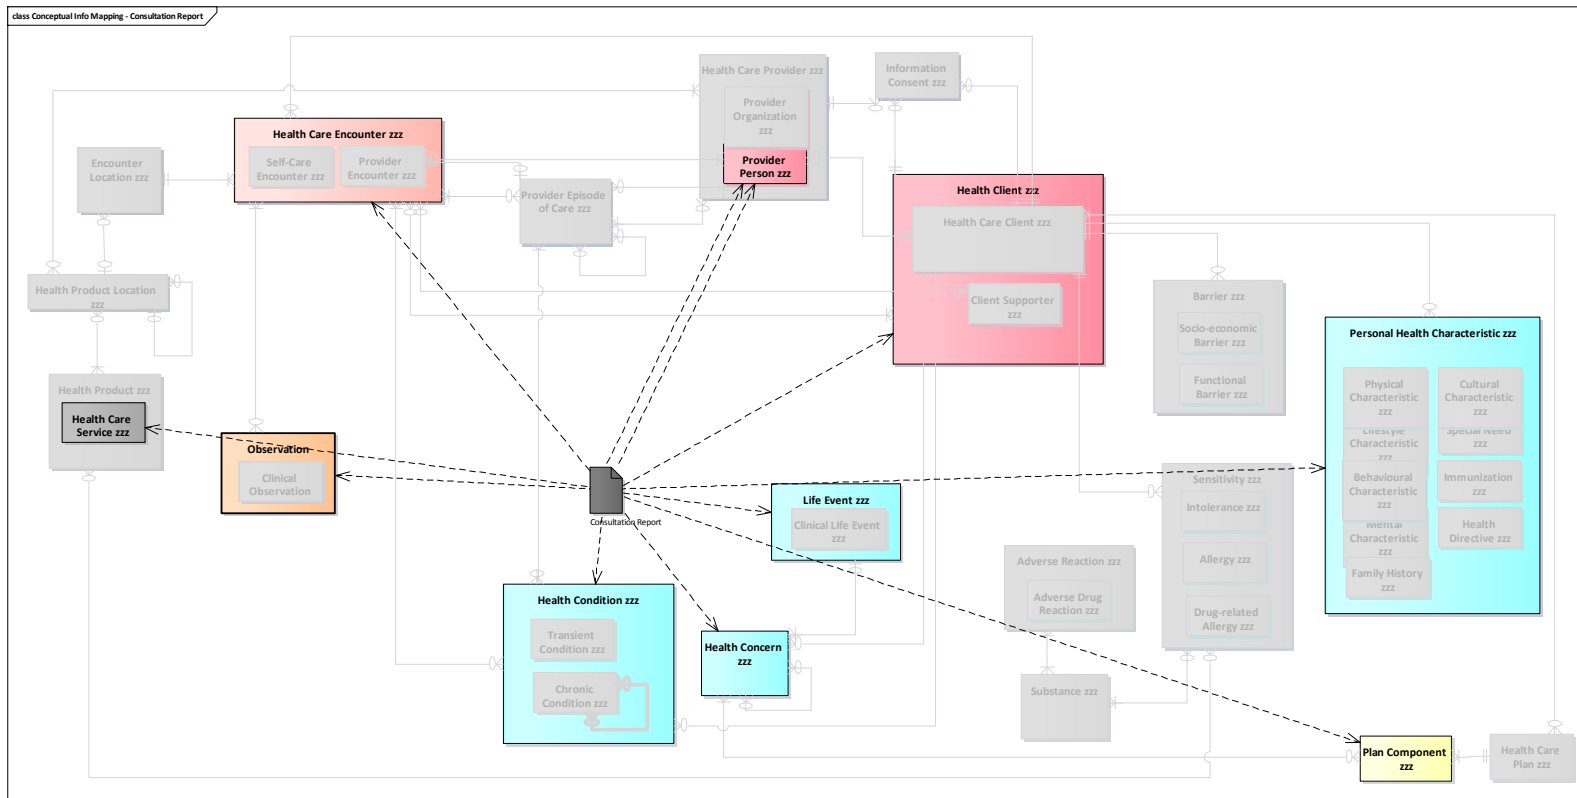 class Conceptual Info Mapping - Consultation Report
Health Care Provider zzz
Provider
Organization
zzz
Provider
Person zzz
Information
Consent zzz
Health Care Encounter zzz
Self-Care
Encounter zzz
Provider
Encounter zzz
Encounter
Location zzz
Provider Episode
of Care zzz
Health Client zzz
Health Care Client zzz
Client Supporter
zzz
Health Product Location
zzz
Barrier zzz
Socio-economic
Barrier zzz
Functional
Barrier zzz
Personal Health Characteristic zzz
Physical
Characteristic
zzz
Cultural
Characteristic
zzz
Lifestyle
Characteristic
zzz
Special Need
zzz
Behavioural
Characteristic
zzz
Immunization
zzz
Mental
Characteristic
zzz
Health
Directive zzz
Family History
zzz
Health Product zzz
Health Care
Service zzz
Observation
Clinical
Observation
Consultation Report
Life Event zzz
Clinical LIfe Event
zzz
Sensitivity zzz
Intolerance zzz
Allergy zzz
Drug-related
Allergy zzz
Adverse Reaction zzz
Adverse Drug
Reaction zzz
Health Condition zzz
Transient
Condition zzz
Chronic
Condition zzz
Health Concern
zzz
Substance zzz
Plan Component
zzz
Health Care
Plan zzz